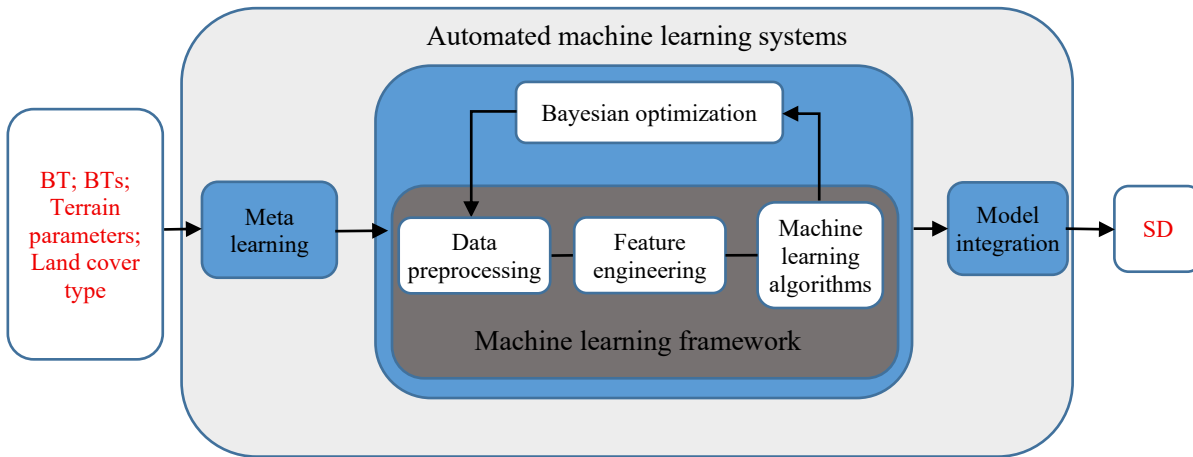 Automated machine learning systems
Bayesian optimization
BT; BTs;
Terrain
parameters;
Land cover
type
Meta
learning
Data
preprocessing
Feature
engineering
Machine
learning
algorithms
Machine learning framework
Model
integration
SD